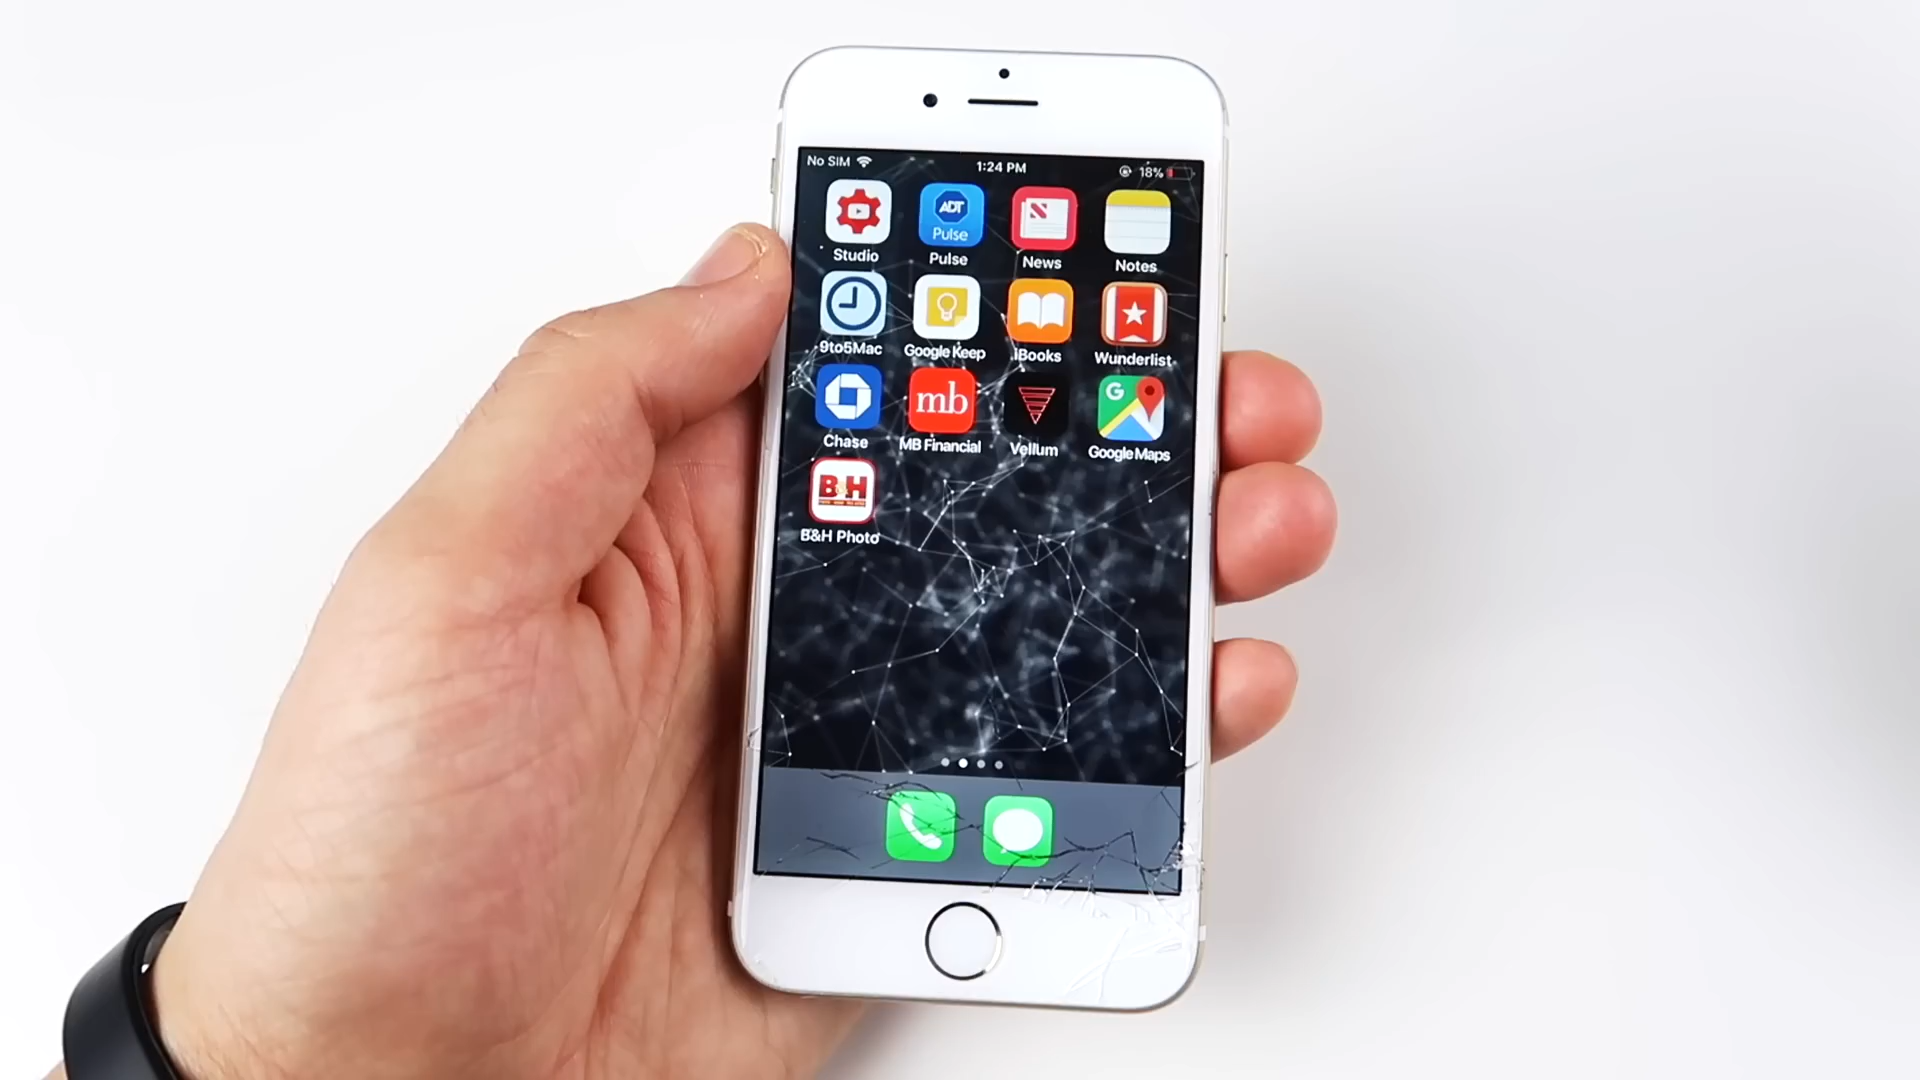 No SIM 1:24 PM 18%
ADT
Pulse
Studio Pulse News Notes
9to5Mac Google Keep iBooks Wunderlist
mb
G
Chase MB Financial Vellum Google Maps
B&H
B&H Photo